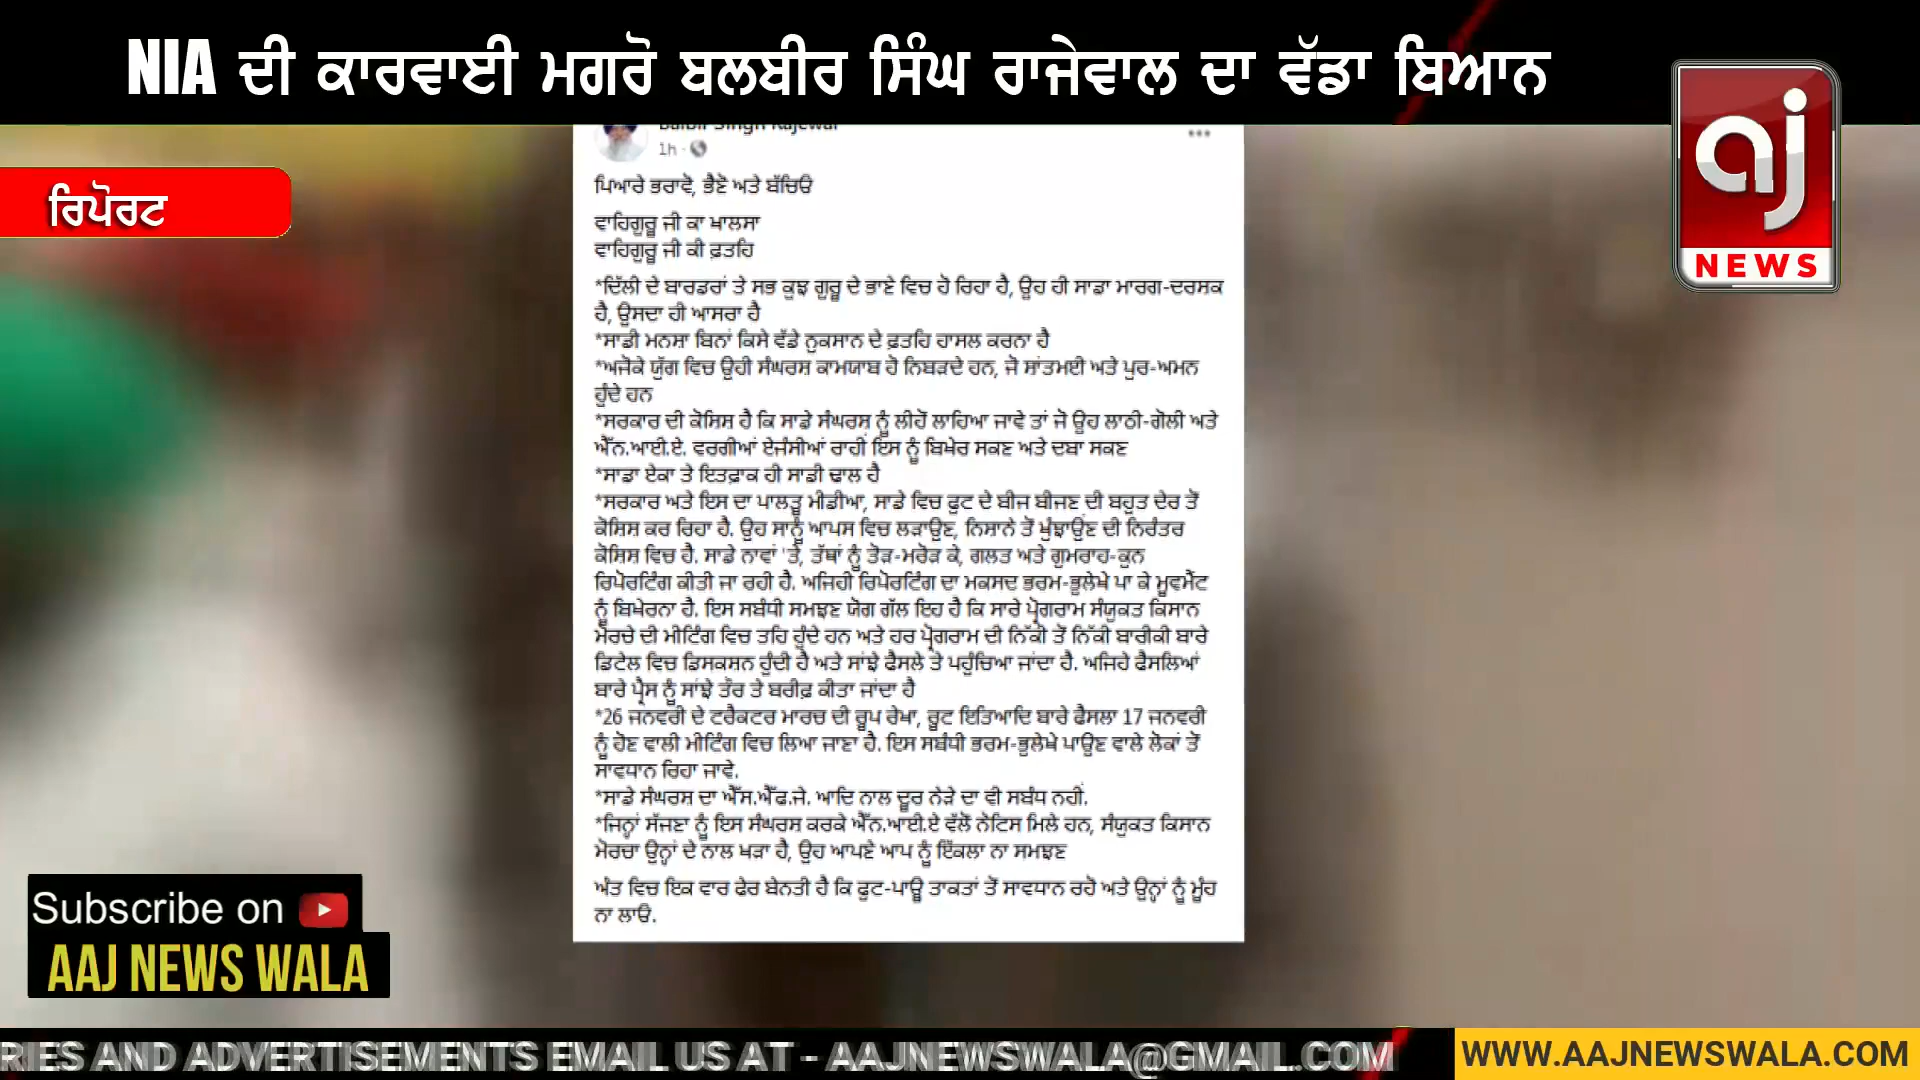 NIA ਦੀ ਕਾਰਵਾਈ ਮਗਰੋ ਬਲਬੀਰ ਸਿੰਘ ਰਾਜੇਵਾਲ ਦਾ ਵੱਡਾ ਬਿਆਨ
aj
NEWS
ਰਿਪੋਰਟ
Balbir Singh Rajewal
1h ·
ਪਿਆਰੇ ਭਰਾਵੋ, ਭੈਣੋ ਅਤੇ ਬੱਚਿਓ
ਵਾਹਿਗੁਰੂ ਜੀ ਕਾ ਖਾਲਸਾ
ਵਾਹਿਗੁਰੂ ਜੀ ਕੀ ਫ਼ਤਹਿ
*ਦਿੱਲੀ ਦੇ ਬਾਰਡਰਾਂ ਤੇ ਸਭ ਕੁਝ ਗੁਰੂ ਦੇ ਭਾਣੇ ਵਿਚ ਹੋ ਰਿਹਾ ਹੈ, ਉਹ ਹੀ ਸਾਡਾ ਮਾਰਗ-ਦਰਸ਼ਕ
ਹੈ, ਉਸਦਾ ਹੀ ਆਸਰਾ ਹੈ
*ਸਾਡੀ ਮਨਸ਼ਾ ਬਿਨਾਂ ਕਿਸੇ ਵੱਡੇ ਨੁਕਸਾਨ ਦੇ ਫ਼ਤਹਿ ਹਾਸਲ ਕਰਨਾ ਹੈ
*ਅਜੋਕੇ ਯੁੱਗ ਵਿਚ ਉਹੀ ਸੰਘਰਸ਼ ਕਾਮਯਾਬ ਹੋ ਨਿਬੜਦੇ ਹਨ, ਜੋ ਸ਼ਾਂਤਮਈ ਅਤੇ ਪੁਰ-ਅਮਨ
ਹੁੰਦੇ ਹਨ
*ਸਰਕਾਰ ਦੀ ਕੋਸ਼ਿਸ਼ ਹੈ ਕਿ ਸਾਡੇ ਸੰਘਰਸ਼ ਨੂੰ ਲੀਹੋਂ ਲਾਹਿਆ ਜਾਵੇ ਤਾਂ ਜੋ ਉਹ ਲਾਠੀ-ਗੋਲੀ ਅਤੇ
ਐੱਨ.ਆਈ.ਏ. ਵਰਗੀਆਂ ਏਜੰਸੀਆਂ ਰਾਹੀਂ ਇਸ ਨੂੰ ਬਿਖੇਰ ਸਕਣ ਅਤੇ ਦਬਾ ਸਕਣ
*ਸਾਡਾ ਏਕਾ ਤੇ ਇਤਫ਼ਾਕ ਹੀ ਸਾਡੀ ਢਾਲ ਹੈ
*ਸਰਕਾਰ ਅਤੇ ਇਸ ਦਾ ਪਾਲਤੂ ਮੀਡੀਆ, ਸਾਡੇ ਵਿਚ ਫੁਟ ਦੇ ਬੀਜ ਬੀਜਣ ਦੀ ਬਹੁਤ ਦੇਰ ਤੋਂ
ਕੋਸ਼ਿਸ਼ ਕਰ ਰਿਹਾ ਹੈ. ਉਹ ਸਾਨੂੰ ਆਪਸ ਵਿਚ ਲੜਾਉਣ, ਨਿਸ਼ਾਨੇ ਤੋਂ ਖੁੰਝਾਉਣ ਦੀ ਨਿਰੰਤਰ
ਕੋਸ਼ਿਸ਼ ਵਿਚ ਹੈ. ਸਾਡੇ ਨਾਵਾਂ 'ਤੇ, ਤੱਥਾਂ ਨੂੰ ਤੋੜ-ਮਰੋੜ ਕੇ, ਗਲਤ ਅਤੇ ਗੁਮਰਾਹ-ਕੁਨ
ਰਿਪੋਰਟਿੰਗ ਕੀਤੀ ਜਾ ਰਹੀ ਹੈ. ਅਜਿਹੀ ਰਿਪੋਰਟਿੰਗ ਦਾ ਮਕਸਦ ਭਰਮ-ਭੁਲੇਖੇ ਪਾ ਕੇ ਮੂਵਮੈਂਟ
ਨੂੰ ਬਿਖੇਰਨਾ ਹੈ. ਇਸ ਸਬੰਧੀ ਸਮਝਣ ਯੋਗ ਗੱਲ ਇਹ ਹੈ ਕਿ ਸਾਰੇ ਪ੍ਰੋਗਰਾਮ ਸੰਯੁਕਤ ਕਿਸਾਨ
ਮੋਰਚੇ ਦੀ ਮੀਟਿੰਗ ਵਿਚ ਤਹਿ ਹੁੰਦੇ ਹਨ ਅਤੇ ਹਰ ਪ੍ਰੋਗਰਾਮ ਦੀ ਨਿੱਕੀ ਤੋਂ ਨਿੱਕੀ ਬਾਰੀਕੀ ਬਾਰੇ
ਡਿਟੇਲ ਵਿਚ ਡਿਸਕਸ਼ਨ ਹੁੰਦੀ ਹੈ ਅਤੇ ਸਾਂਝੇ ਫੈਸਲੇ ਤੇ ਪਹੁੰਚਿਆ ਜਾਂਦਾ ਹੈ. ਅਜਿਹੇ ਫੈਸਲਿਆਂ
ਬਾਰੇ ਪ੍ਰੈਸ ਨੂੰ ਸਾਂਝੇ ਤੌਰ ਤੇ ਬਰੀਫ਼ ਕੀਤਾ ਜਾਂਦਾ ਹੈ
*26 ਜਨਵਰੀ ਦੇ ਟਰੈਕਟਰ ਮਾਰਚ ਦੀ ਰੂਪ ਰੇਖਾ, ਰੂਟ ਇਤਿਆਦਿ ਬਾਰੇ ਫੈਸਲਾ 17 ਜਨਵਰੀ
ਨੂੰ ਹੋਣ ਵਾਲੀ ਮੀਟਿੰਗ ਵਿਚ ਲਿਆ ਜਾਣਾ ਹੈ. ਇਸ ਸਬੰਧੀ ਭਰਮ-ਭੁਲੇਖੇ ਪਾਉਣ ਵਾਲੇ ਲੋਕਾਂ ਤੋਂ
ਸਾਵਧਾਨ ਰਿਹਾ ਜਾਵੇ.
*ਸਾਡੇ ਸੰਘਰਸ਼ ਦਾ ਐੱਸ.ਐੱਫ.ਜੇ. ਆਦਿ ਨਾਲ ਦੂਰ ਨੇੜੇ ਦਾ ਵੀ ਸਬੰਧ ਨਹੀਂ.
*ਜਿਨ੍ਹਾਂ ਸੱਜਣਾ ਨੂੰ ਇਸ ਸੰਘਰਸ਼ ਕਰਕੇ ਐੱਨ.ਆਈ.ਏ ਵੱਲੋਂ ਨੋਟਿਸ ਮਿਲੇ ਹਨ, ਸੰਯੁਕਤ ਕਿਸਾਨ
ਮੋਰਚਾ ਉਨ੍ਹਾਂ ਦੇ ਨਾਲ ਖੜਾ ਹੈ, ਉਹ ਆਪਣੇ ਆਪ ਨੂੰ ਇੱਕਲਾ ਨਾ ਸਮਝਣ
ਅੰਤ ਵਿਚ ਇਕ ਵਾਰ ਫੇਰ ਬੇਨਤੀ ਹੈ ਕਿ ਫੁਟ-ਪਾਊ ਤਾਕਤਾਂ ਤੋਂ ਸਾਵਧਾਨ ਰਹੋ ਅਤੇ ਉਨ੍ਹਾਂ ਨੂੰ ਮੂੰਹ
ਨਾ ਲਾਓ.
Subscribe on
AAJ NEWS WALA
RIES AND ADVERTISEMENTS EMAIL US AT - AAJNEWSWALA@GMAIL.COM
WWW.AAJNEWSWALA.COM